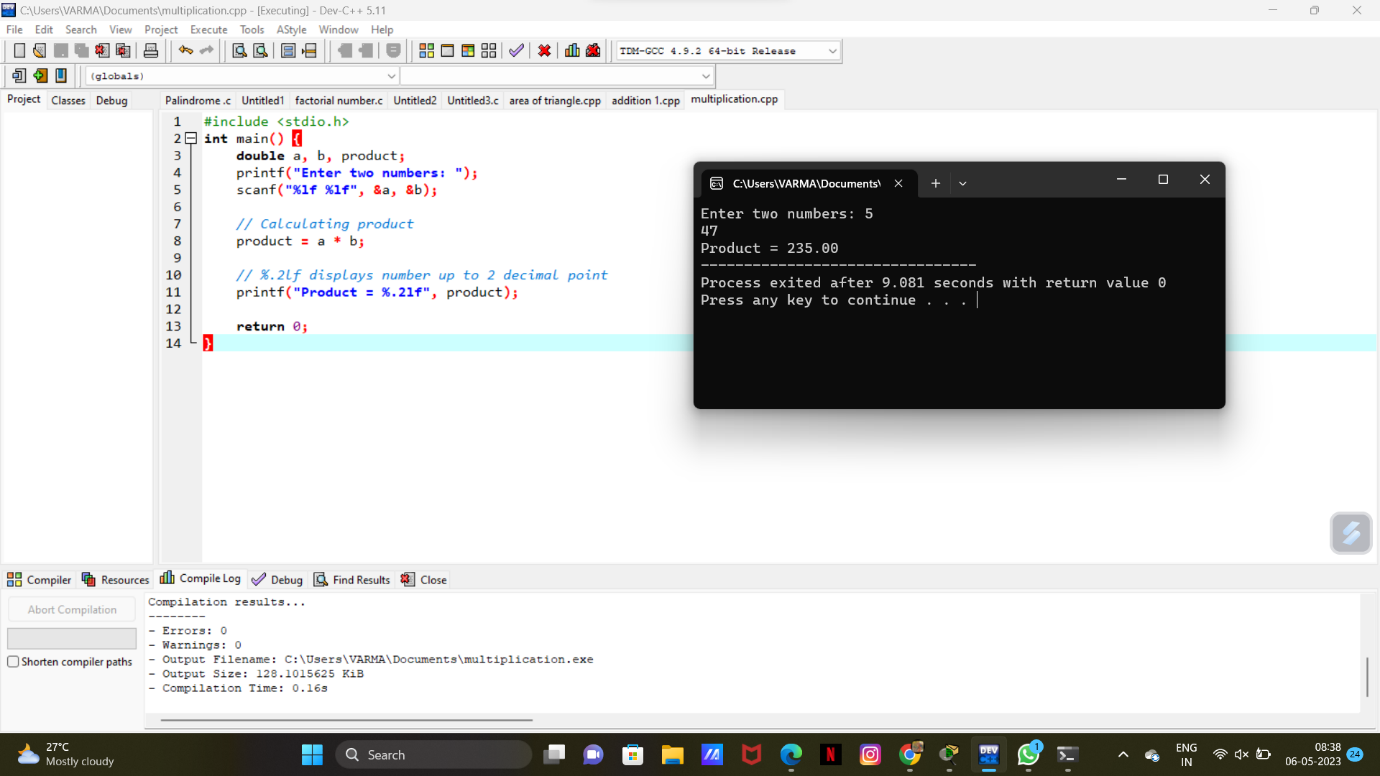 C:\Users\VARMA\Documents\multiplication.cpp - [Executing] - Dev-C++ 5.11
File Edit Search View Project Execute Tools AStyle Window Help
TDM-GCC 4.9.2 64-bit Release
(globals)
Project Classes Debug
Palindrome .c Untitled1 factorial number.c Untitled2 Untitled3.c area of triangle.cpp addition 1.cpp multiplication.cpp
1 #include <stdio.h>
2 int main() {
3 double a, b, product;
4 printf("Enter two numbers: ");
5 scanf("%lf %lf", &a, &b);
6
7 // Calculating product
8 product = a * b;
9
10 // %.2lf displays number up to 2 decimal point
11 printf("Product = %.2lf", product);
12
13 return 0;
14 }
C:\Users\VARMA\Documents\
Enter two numbers: 5
47
Product = 235.00
--------------------------------
Process exited after 9.081 seconds with return value 0
Press any key to continue . . .
Compiler Resources Compile Log Debug Find Results Close
Abort Compilation
Shorten compiler paths
Compilation results...
--------
- Errors: 0
- Warnings: 0
- Output Filename: C:\Users\VARMA\Documents\multiplication.exe
- Output Size: 128.1015625 KiB
- Compilation Time: 0.16s
27°C
Mostly cloudy
Search
DEV
1
ENG
IN
08:38
06-05-2023
24